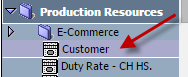 Production Resources
E-Commerce
Customer
Duty Rate - CH HS.